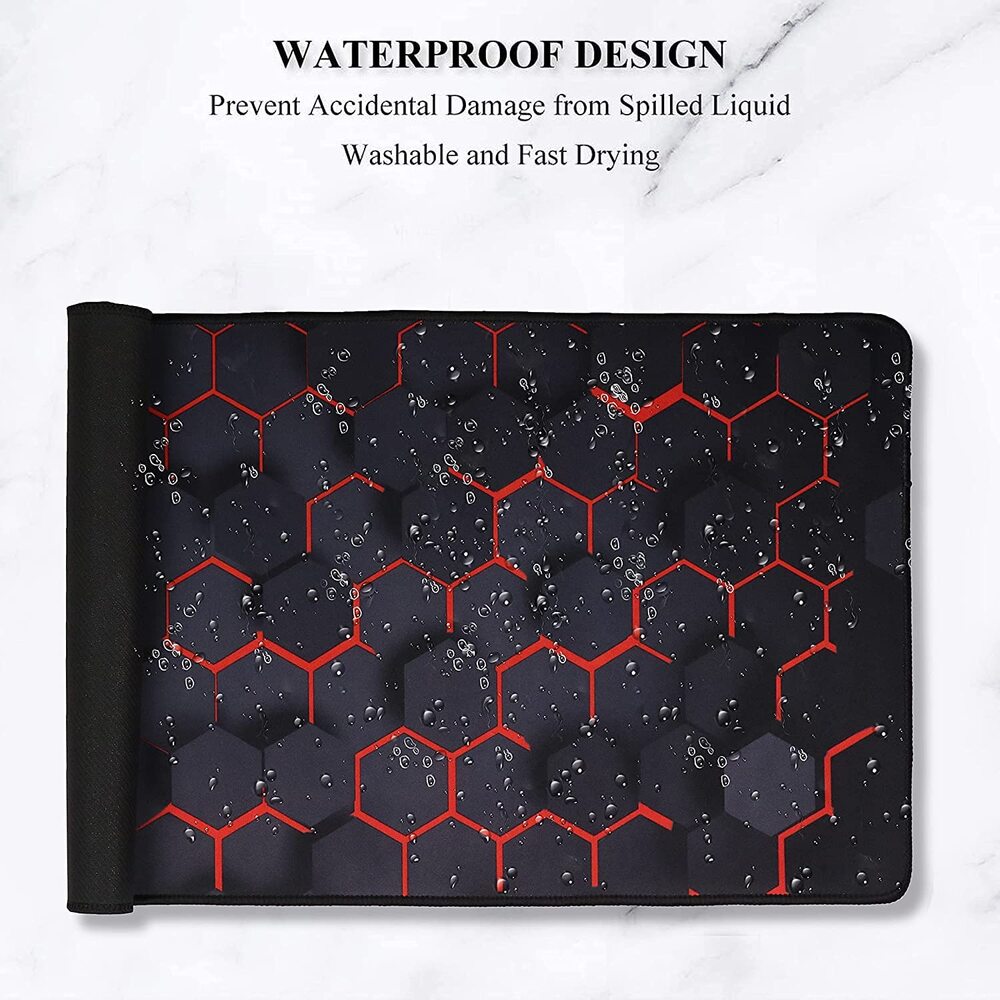 WATERPROOF DESIGN
Prevent Accidental Damage from Spilled Liquid
Washable and Fast Drying